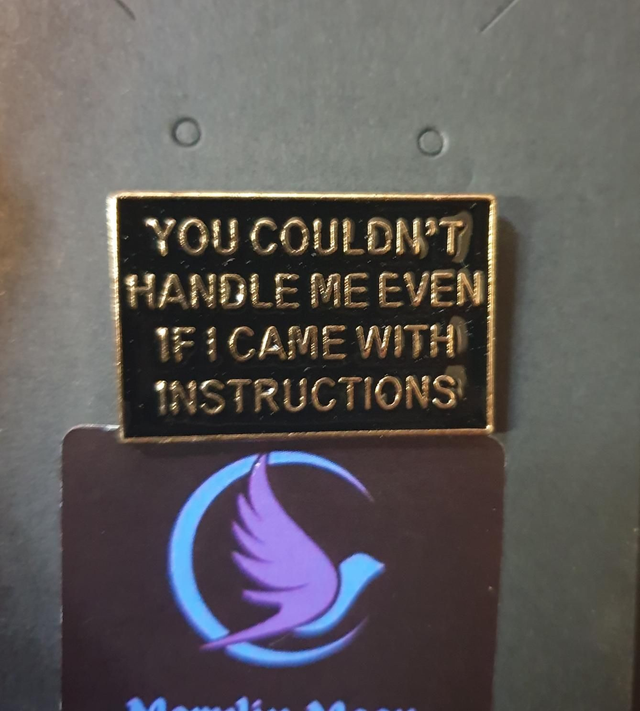 YOU COULDN'T
HANDLE ME EVEN
IF I CAME WITH
INSTRUCTIONS